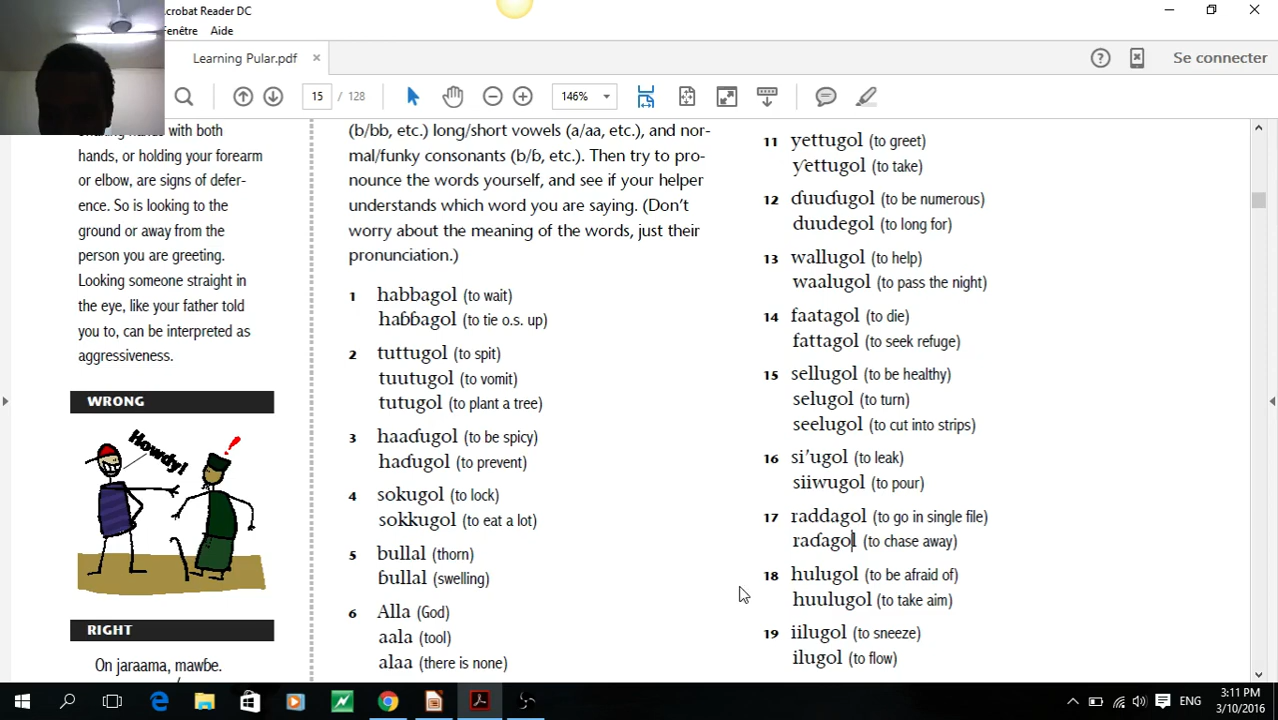 Acrobat Reader DC
Fenêtre Aide
Learning Pular.pdf
15 / 128
146%
Se connecter
hands with both
hands, or holding your forearm
or elbow, are signs of defer-
ence. So is looking to the
ground or away from the
person you are greeting.
Looking someone straight in
the eye, like your father told
you to, can be interpreted as
aggressiveness.
WRONG
Howdy!
!
RIGHT
On jaraama, mawbe.
(b/bb, etc.) long/short vowels (a/aa, etc.), and nor-
mal/funky consonants (b/ɓ, etc.). Then try to pro-
nounce the words yourself, and see if your helper
understands which word you are saying. (Don't
worry about the meaning of the words, just their
pronunciation.)
1 habbagol (to wait)
haɓɓagol (to tie o.s. up)
2 tuttugol (to spit)
tuutugol (to vomit)
tutugol (to plant a tree)
3 haaɗugol (to be spicy)
haɗugol (to prevent)
4 sokugol (to lock)
sokkugol (to eat a lot)
5 bullal (thorn)
ɓullal (swelling)
6 Alla (God)
aala (tool)
alaa (there is none)
11 yettugol (to greet)
ƴettugol (to take)
12 ɗuuɗugol (to be numerous)
duudegol (to long for)
13 wallugol (to help)
waalugol (to pass the night)
14 faatagol (to die)
fattagol (to seek refuge)
15 sellugol (to be healthy)
selugol (to turn)
seelugol (to cut into strips)
16 si'ugol (to leak)
siiwugol (to pour)
17 raddagol (to go in single file)
raɗagol (to chase away)
18 hulugol (to be afraid of)
huulugol (to take aim)
19 iilugol (to sneeze)
ilugol (to flow)
ENG
3:11 PM
3/10/2016